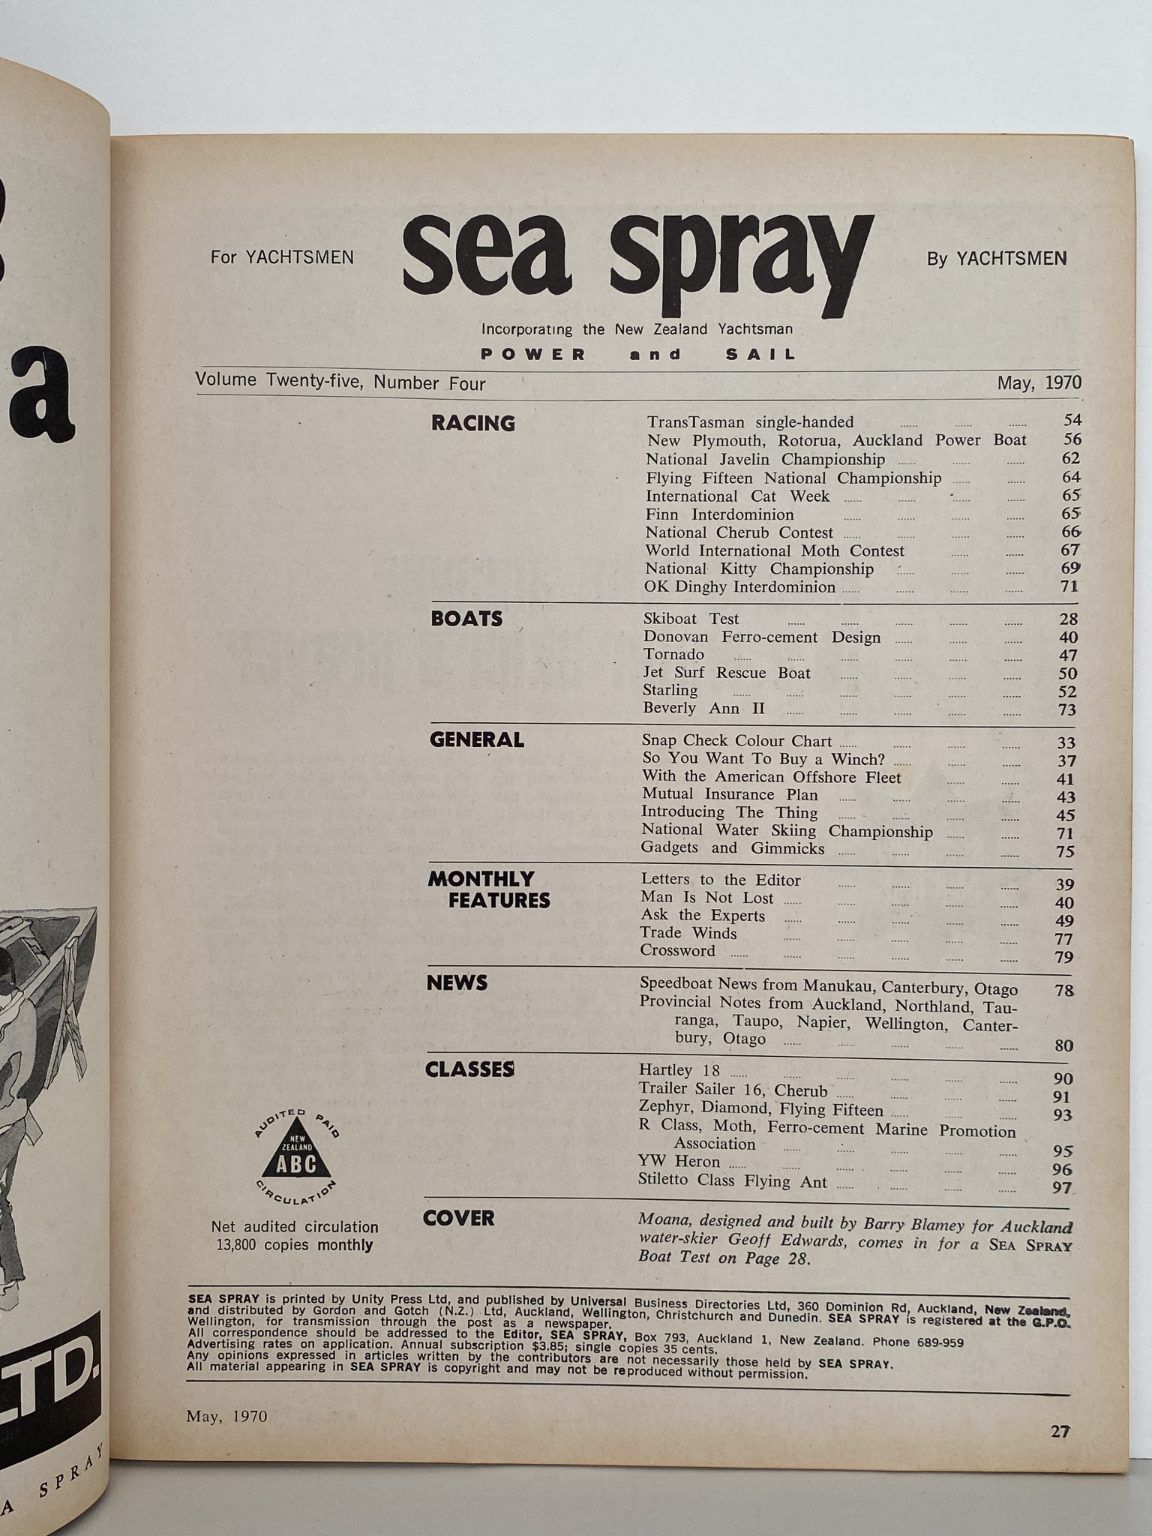 sea spray
For YACHTSMEN
By YACHTSMEN
Incorporating the New Zealand Yachtsman
POWER and SAIL
Volume Twenty-five, Number Four May, 1970
RACING
TransTasman single-handed 54
New Plymouth, Rotorua, Auckland Power Boat 56
National Javelin Championship 62
Flying Fifteen National Championship 64
International Cat Week 65
Finn Interdominion 65
National Cherub Contest 66
World International Moth Contest 67
National Kitty Championship 69
OK Dinghy Interdominion 71
BOATS
Skiboat Test 28
Donovan Ferro-cement Design 40
Tornado 47
Jet Surf Rescue Boat 50
Starling 52
Beverly Ann II 73
GENERAL
Snap Check Colour Chart 33
So You Want To Buy a Winch? 37
With the American Offshore Fleet 41
Mutual Insurance Plan 43
Introducing The Thing 45
National Water Skiing Championship 71
Gadgets and Gimmicks 75
MONTHLY
FEATURES
Letters to the Editor 39
Man Is Not Lost 40
Ask the Experts 49
Trade Winds 77
Crossword 79
NEWS
Speedboat News from Manukau, Canterbury, Otago 78
Provincial Notes from Auckland, Northland, Tau-
ranga, Taupo, Napier, Wellington, Canter-
bury, Otago 80
CLASSES
Hartley 18 90
Trailer Sailer 16, Cherub 91
Zephyr, Diamond, Flying Fifteen 93
R Class, Moth, Ferro-cement Marine Promotion
Association 95
YW Heron 96
Stiletto Class Flying Ant 97
COVER
Moana, designed and built by Barry Blamey for Auckland
water-skier Geoff Edwards, comes in for a SEA SPRAY
Boat Test on Page 28.
AUDITED PAID
NEW
ZEALAND
ABC
CIRCULATION
Net audited circulation
13,800 copies monthly
SEA SPRAY is printed by Unity Press Ltd, and published by Universal Business Directories Ltd, 360 Dominion Rd, Auckland, New Zealand,
and distributed by Gordon and Gotch (N.Z.) Ltd, Auckland, Wellington, Christchurch and Dunedin. SEA SPRAY is registered at the G.P.O.
Wellington, for transmission through the post as a newspaper.
All correspondence should be addressed to the Editor, SEA SPRAY, Box 793, Auckland 1, New Zealand. Phone 689-959
Advertising rates on application. Annual subscription $3.85; single copies 35 cents.
Any opinions expressed in articles written by the contributors are not necessarily those held by SEA SPRAY.
All material appearing in SEA SPRAY is copyright and may not be reproduced without permission.
May, 1970
27
a
LTD.
A SPRAY